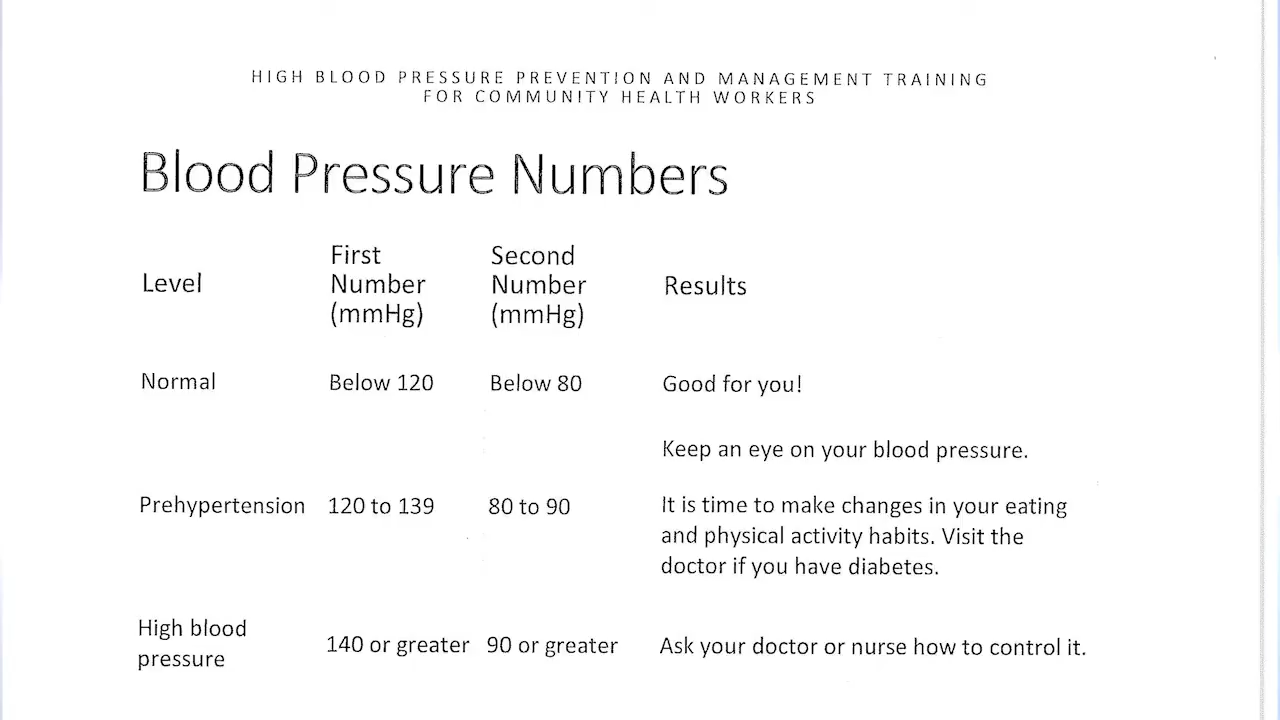 HIGH BLOOD PRESSURE PREVENTION AND MANAGEMENT TRAINING
FOR COMMUNITY HEALTH WORKERS
Blood Pressure Numbers
Level
First
Number
(mmHg)
Second
Number
(mmHg)
Results
Normal
Below 120
Below 80
Good for you!
Keep an eye on your blood pressure.
Prehypertension
120 to 139
80 to 90
It is time to make changes in your eating
and physical activity habits. Visit the
doctor if you have diabetes.
High blood
pressure
140 or greater
90 or greater
Ask your doctor or nurse how to control it.